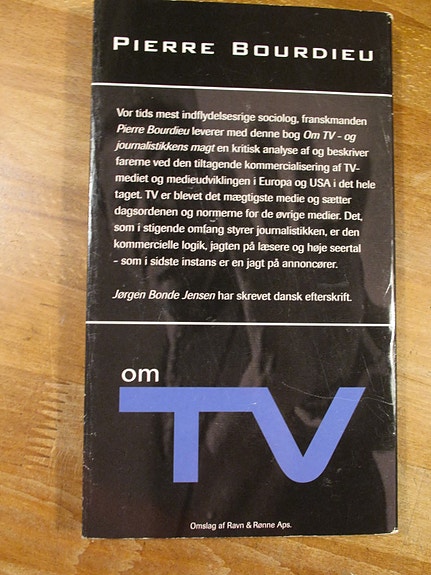 PIERRE BOURDIEU
Vor tids mest indflydelsesrige sociolog, franskmanden
Pierre Bourdieu leverer med denne bog Om TV - og
journalistikkens magt en kritisk analyse af og beskriver
farerne ved den tiltagende kommercialisering af TV-
mediet og medieudviklingen i Europa og USA i det hele
taget. TV er blevet det mægtigste medie og sætter
dagsordenen og normerne for de øvrige medier. Det,
som i stigende omfang styrer journalistikken, er den
kommercielle logik, jagten på læsere og høje seertal
- som i sidste instans er en jagt på annoncører.
Jørgen Bonde Jensen har skrevet dansk efterskrift.
om
TV
Omslag af Ravn & Rønne Aps.